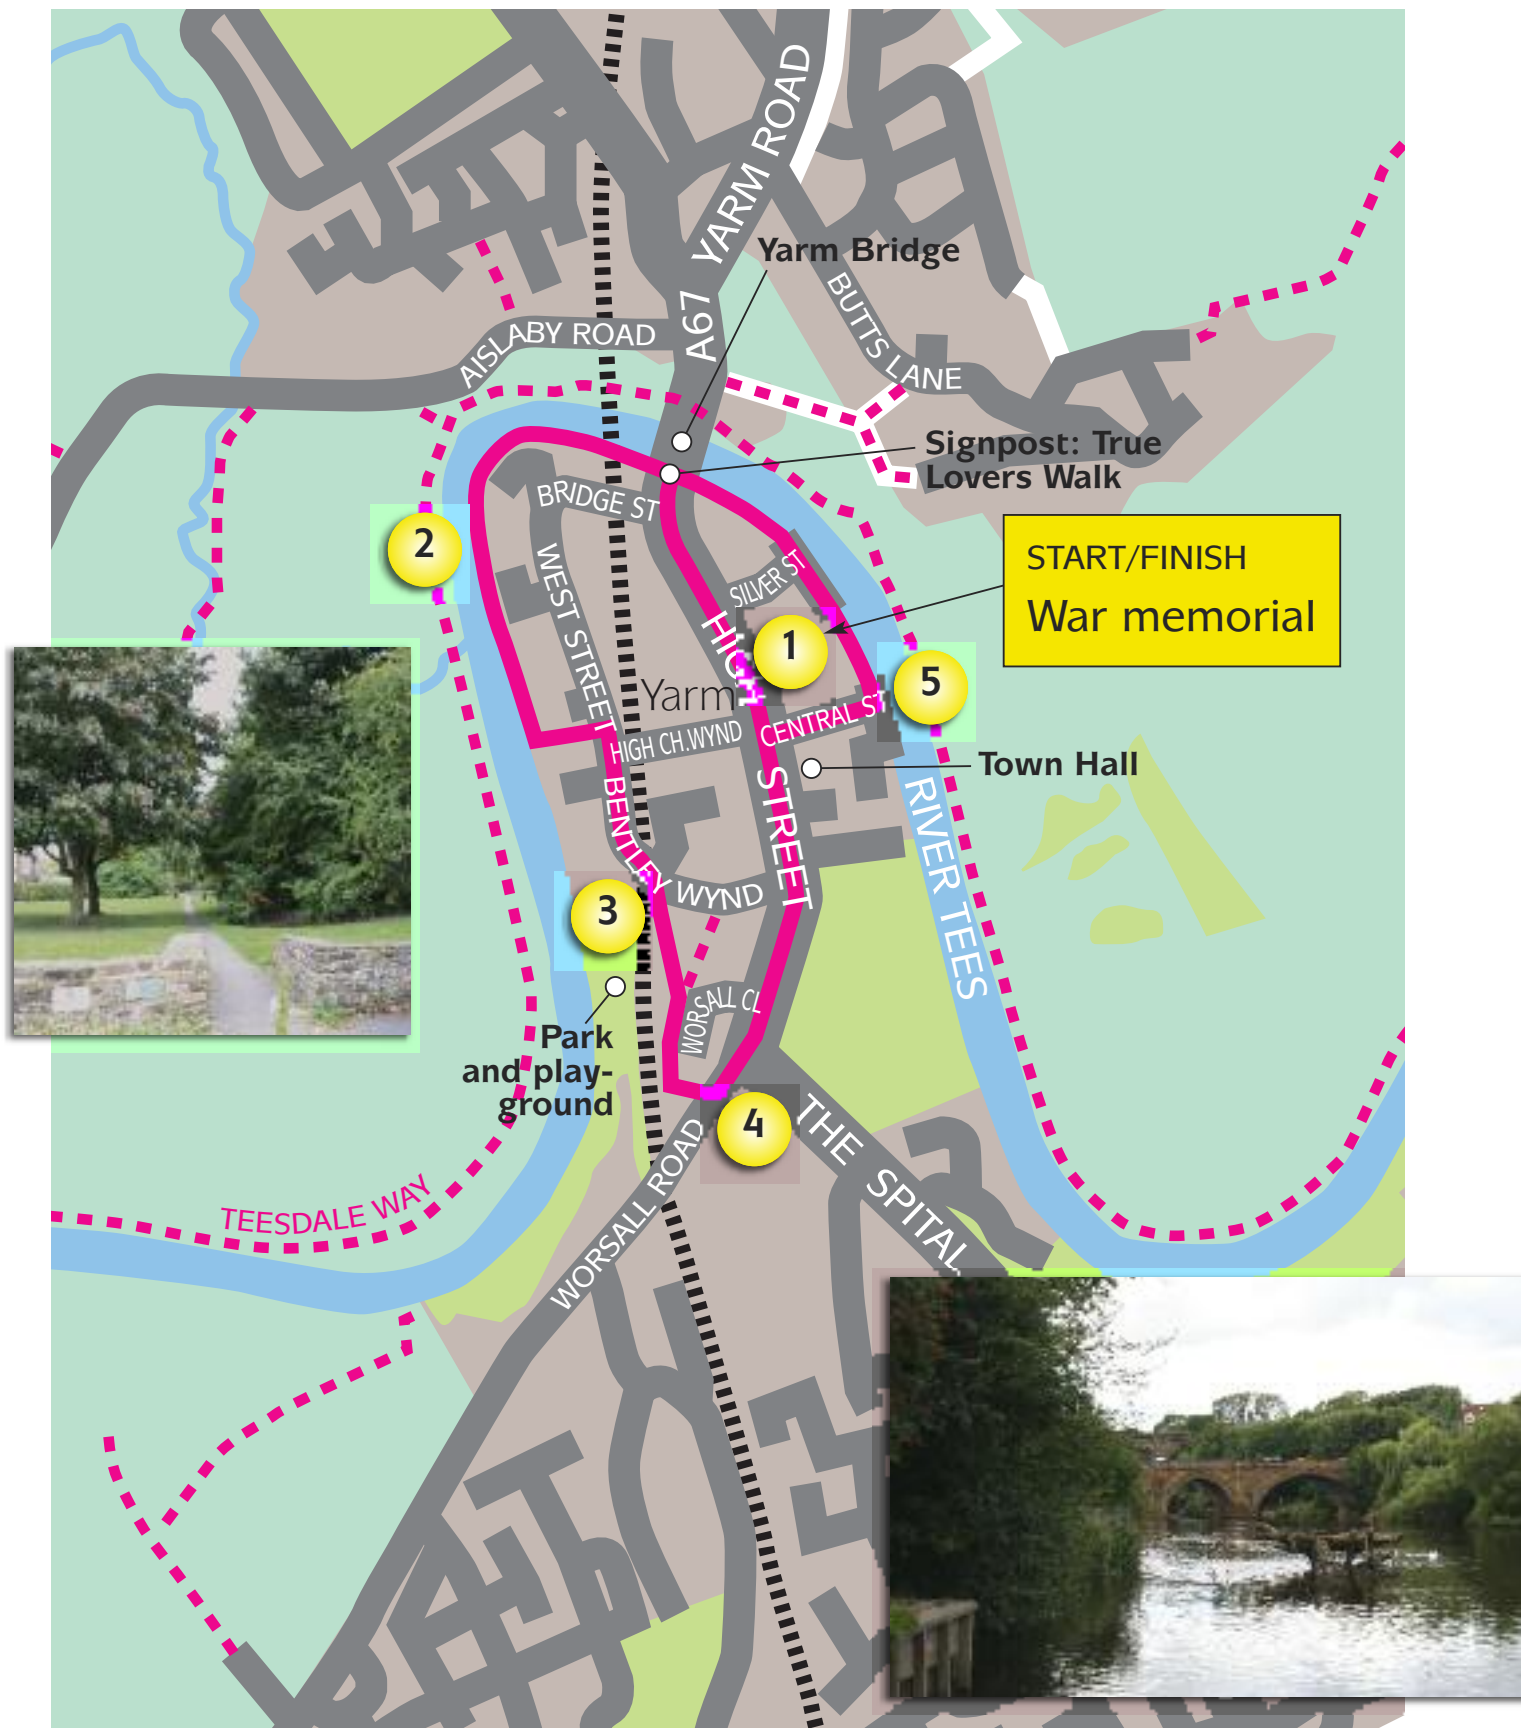 YARM ROAD
A67
Yarm Bridge
BUTTS LANE
AISLABY ROAD
Signpost: True
Lovers Walk
BRIDGE ST
START/FINISH
War memorial
2
WEST STREET
SILVER ST
HIGH STREET
1
5
Yarm
HIGH CH.WYND
CENTRAL ST
Town Hall
BENTLEY WYND
RIVER TEES
3
WORSALL CL
Park
and play-
ground
4
THE SPITAL
WORSALL ROAD
TEESDALE WAY